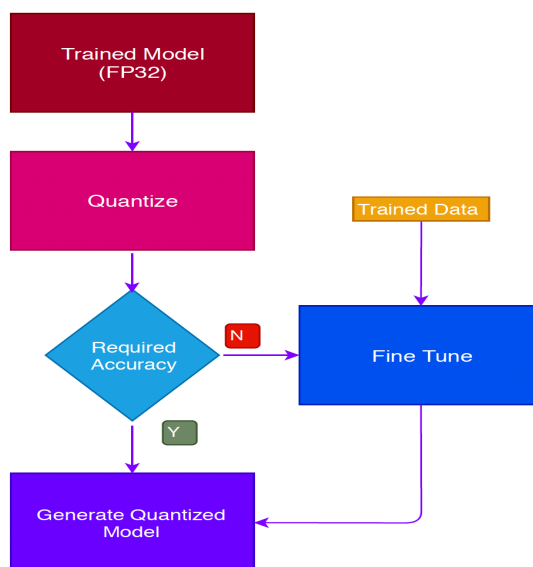 Trained Model
(FP32)
Quantize
Trained Data
N
Required
Accuracy
Fine Tune
Y
Generate Quantized
Model